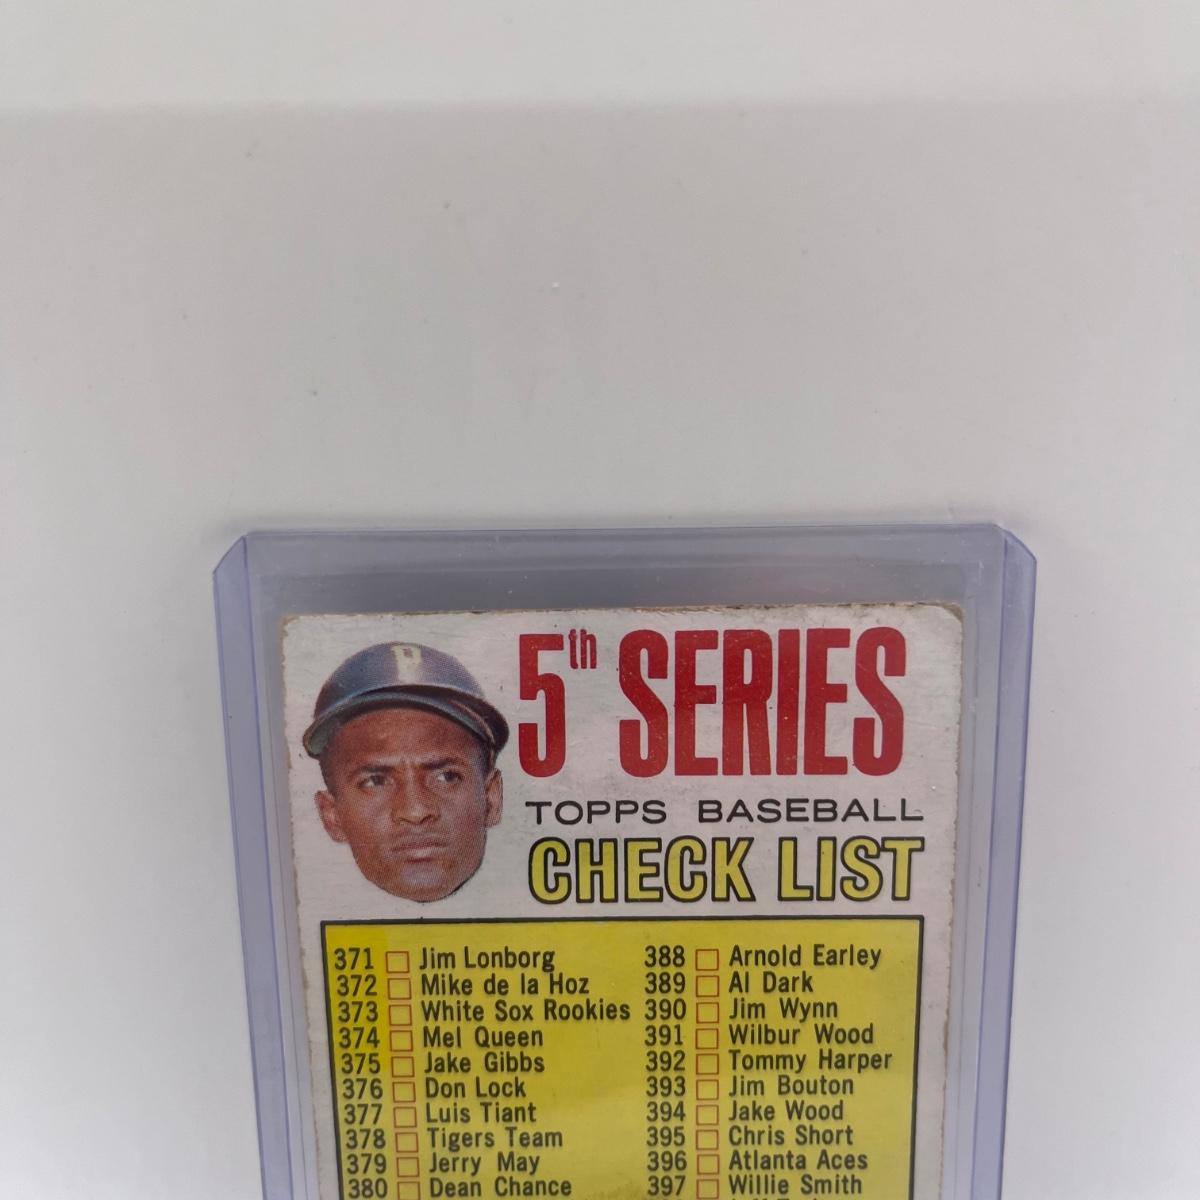 P
5th SERIES
TOPPS BASEBALL
CHECK LIST
371 Jim Lonborg
372 Mike de la Hoz
373 White Sox Rookies
374 Mel Queen
375 Jake Gibbs
376 Don Lock
377 Luis Tiant
378 Tigers Team
379 Jerry May
380 Dean Chance
388 Arnold Earley
389 Al Dark
390 Jim Wynn
391 Wilbur Wood
392 Tommy Harper
393 Jim Bouton
394 Jake Wood
395 Chris Short
396 Atlanta Aces
397 Willie Smith